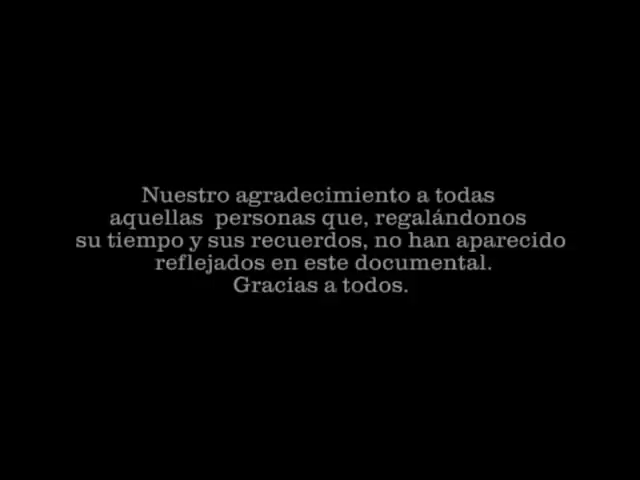 Nuestro agradecimiento a todas
aquellas  personas que, regalándonos
su tiempo y sus recuerdos, no han aparecido
reflejados en este documental.
Gracias a todos.